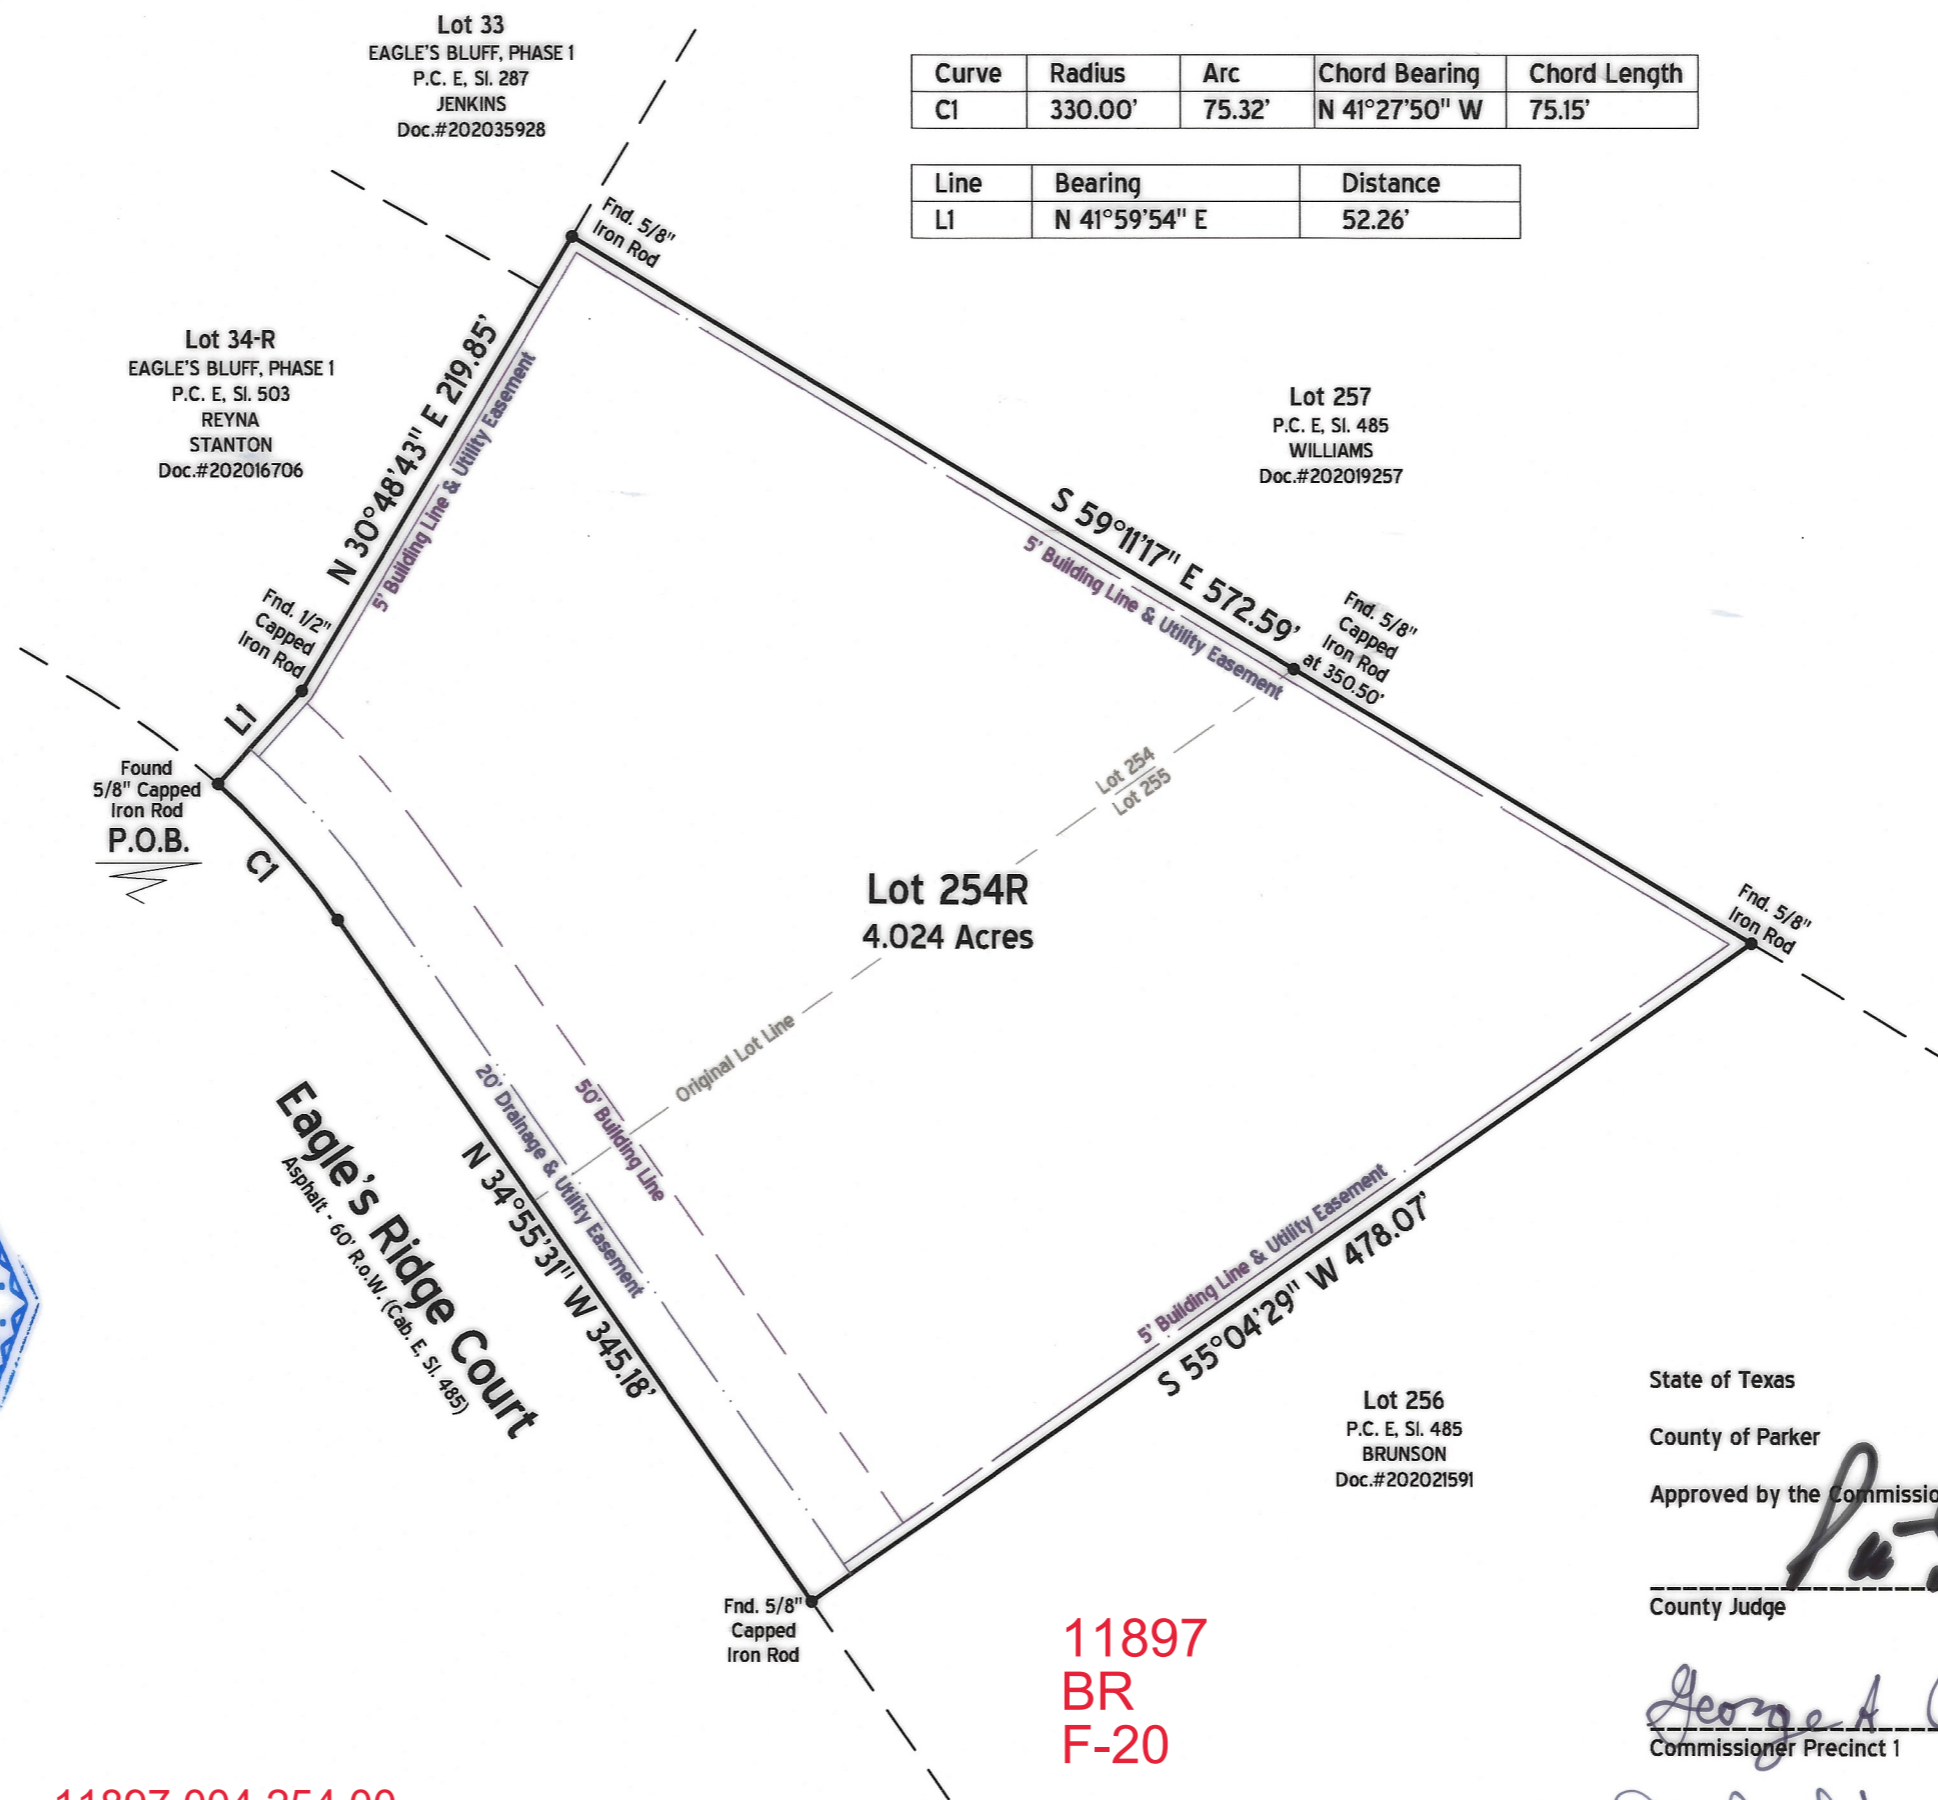 Lot 33
EAGLE'S BLUFF, PHASE 1
P.C. E, Sl. 287
JENKINS
Doc.#202035928
Curve Radius Arc Chord Bearing Chord Length
C1 330.00' 75.32' N 41°27'50" W 75.15'
Line Bearing Distance
L1 N 41°59'54" E 52.26'
Fnd. 5/8"
Iron Rod
Lot 34-R
EAGLE'S BLUFF, PHASE 1
P.C. E, Sl. 503
REYNA
STANTON
Doc.#202016706
N 30°48'43" E 219.85'
5' Building Line & Utility Easement
Lot 257
P.C. E, Sl. 485
WILLIAMS
Doc.#202019257
S 59°11'17" E 572.59'
5' Building Line & Utility Easement
Fnd. 5/8"
Capped
Iron Rod
at 350.50'
Fnd. 1/2"
Capped
Iron Rod
L1
Found
5/8" Capped
Iron Rod
P.O.B.
C1
Lot 254
Lot 255
Lot 254R
4.024 Acres
Fnd. 5/8"
Iron Rod
Original Lot Line
20' Drainage & Utility Easement
50' Building Line
N 34°55'31" W 345.18'
Eagle's Ridge Court
Asphalt - 60' R.o.W. (Cab. E, Sl. 485)
5' Building Line & Utility Easement
S 55°04'29" W 478.07'
Lot 256
P.C. E, Sl. 485
BRUNSON
Doc.#202021591
State of Texas
County of Parker
Approved by the Commissio
County Judge
Fnd. 5/8"
Capped
Iron Rod
11897
BR
F-20
George A
Commissioner Precinct 1
11897.004.254.00